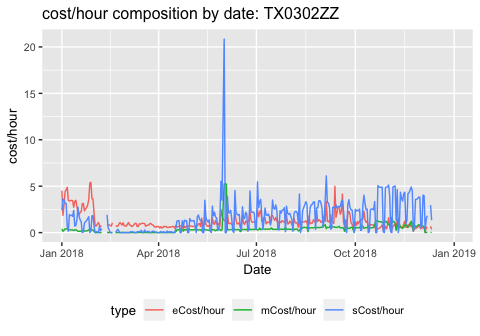 cost/hour composition by date: TX0302ZZ
20
15
10
5
0
cost/hour
Jan 2018 Apr 2018 Jul 2018 Oct 2018 Jan 2019
Date
type eCost/hour mCost/hour sCost/hour